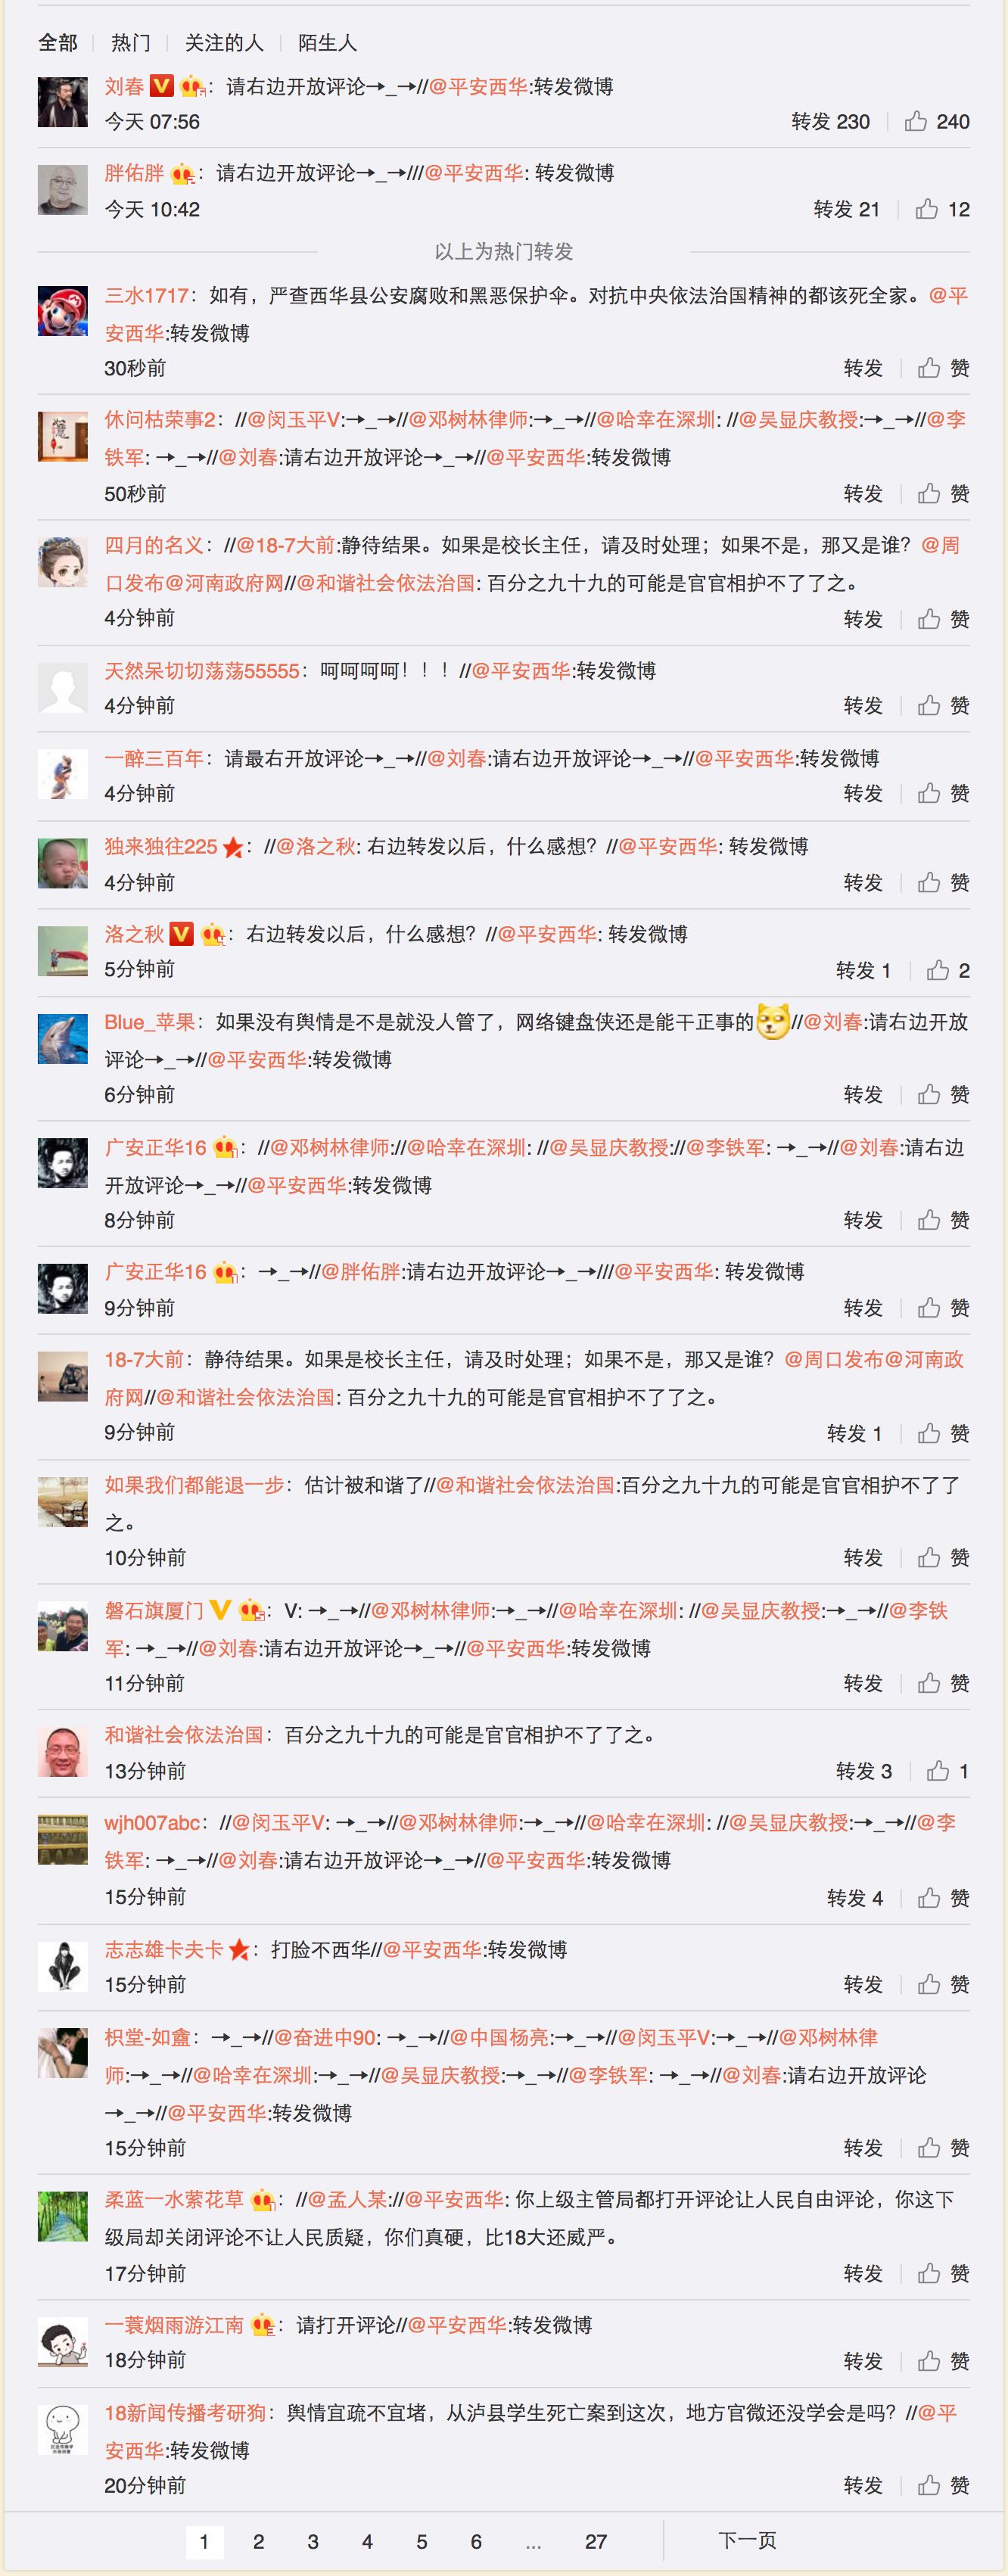 全部 热门 关注的人 陌生人
刘春 V ：请右边开放评论→_→//@平安西华:转发微博
今天 07:56 转发 230 240
胖佑胖 ：请右边开放评论→_→///@平安西华: 转发微博
今天 10:42 转发 21 12
以上为热门转发
三水1717：如有，严查西华县公安腐败和黑恶保护伞。对抗中央依法治国精神的都该死全家。@平
安西华:转发微博
30秒前 转发 赞
休问枯荣事2：//@闵玉平V:→_→//@邓树林律师:→_→//@哈幸在深圳: //@吴显庆教授:→_→//@李
铁军: →_→//@刘春:请右边开放评论→_→//@平安西华:转发微博
50秒前 转发 赞
四月的名义：//@18-7大前:静待结果。如果是校长主任，请及时处理；如果不是，那又是谁？@周
口发布@河南政府网//@和谐社会依法治国: 百分之九十九的可能是官官相护不了了之。
4分钟前 转发 赞
天然呆切切荡荡55555：呵呵呵呵！！！//@平安西华:转发微博
4分钟前 转发 赞
一醉三百年：请最右开放评论→_→//@刘春:请右边开放评论→_→//@平安西华:转发微博
4分钟前 转发 赞
独来独往225 ：//@洛之秋: 右边转发以后，什么感想？//@平安西华: 转发微博
4分钟前 转发 赞
洛之秋 V ：右边转发以后，什么感想？//@平安西华: 转发微博
5分钟前 转发 1 2
Blue_苹果：如果没有舆情是不是就没人管了，网络键盘侠还是能干正事的//@刘春:请右边开放
评论→_→//@平安西华:转发微博
6分钟前 转发 赞
广安正华16 ：//@邓树林律师://@哈幸在深圳: //@吴显庆教授://@李铁军: →_→//@刘春:请右边
开放评论→_→//@平安西华:转发微博
8分钟前 转发 赞
广安正华16 ：→_→//@胖佑胖:请右边开放评论→_→///@平安西华: 转发微博
9分钟前 转发 赞
18-7大前：静待结果。如果是校长主任，请及时处理；如果不是，那又是谁？@周口发布@河南政
府网//@和谐社会依法治国: 百分之九十九的可能是官官相护不了了之。
9分钟前 转发 1 赞
如果我们都能退一步：估计被和谐了//@和谐社会依法治国:百分之九十九的可能是官官相护不了了
之。
10分钟前 转发 赞
磐石旗厦门 V ：V: →_→//@邓树林律师:→_→//@哈幸在深圳: //@吴显庆教授:→_→//@李铁
军: →_→//@刘春:请右边开放评论→_→//@平安西华:转发微博
11分钟前 转发 赞
和谐社会依法治国：百分之九十九的可能是官官相护不了了之。
13分钟前 转发 3 1
wjh007abc：//@闵玉平V: →_→//@邓树林律师:→_→//@哈幸在深圳: //@吴显庆教授:→_→//@李
铁军: →_→//@刘春:请右边开放评论→_→//@平安西华:转发微博
15分钟前 转发 4 赞
志志雄卡夫卡 ：打脸不西华//@平安西华:转发微博
15分钟前 转发 赞
枳堂-如龕：→_→//@奋进中90: →_→//@中国杨亮:→_→//@闵玉平V:→_→//@邓树林律
师:→_→//@哈幸在深圳:→_→//@吴显庆教授:→_→//@李铁军: →_→//@刘春:请右边开放评论
→_→//@平安西华:转发微博
15分钟前 转发 赞
柔蓝一水萦花草 ：//@孟人某://@平安西华: 你上级主管局都打开评论让人民自由评论，你这下
级局却关闭评论不让人民质疑，你们真硬，比18大还威严。
17分钟前 转发 赞
一蓑烟雨游江南 ：请打开评论//@平安西华:转发微博
18分钟前 转发 赞
18新闻传播考研狗：舆情宜疏不宜堵，从泸县学生死亡案到这次，地方官微还没学会是吗？//@平
安西华:转发微博
20分钟前 转发 赞
1 2 3 4 5 6 ... 27 下一页